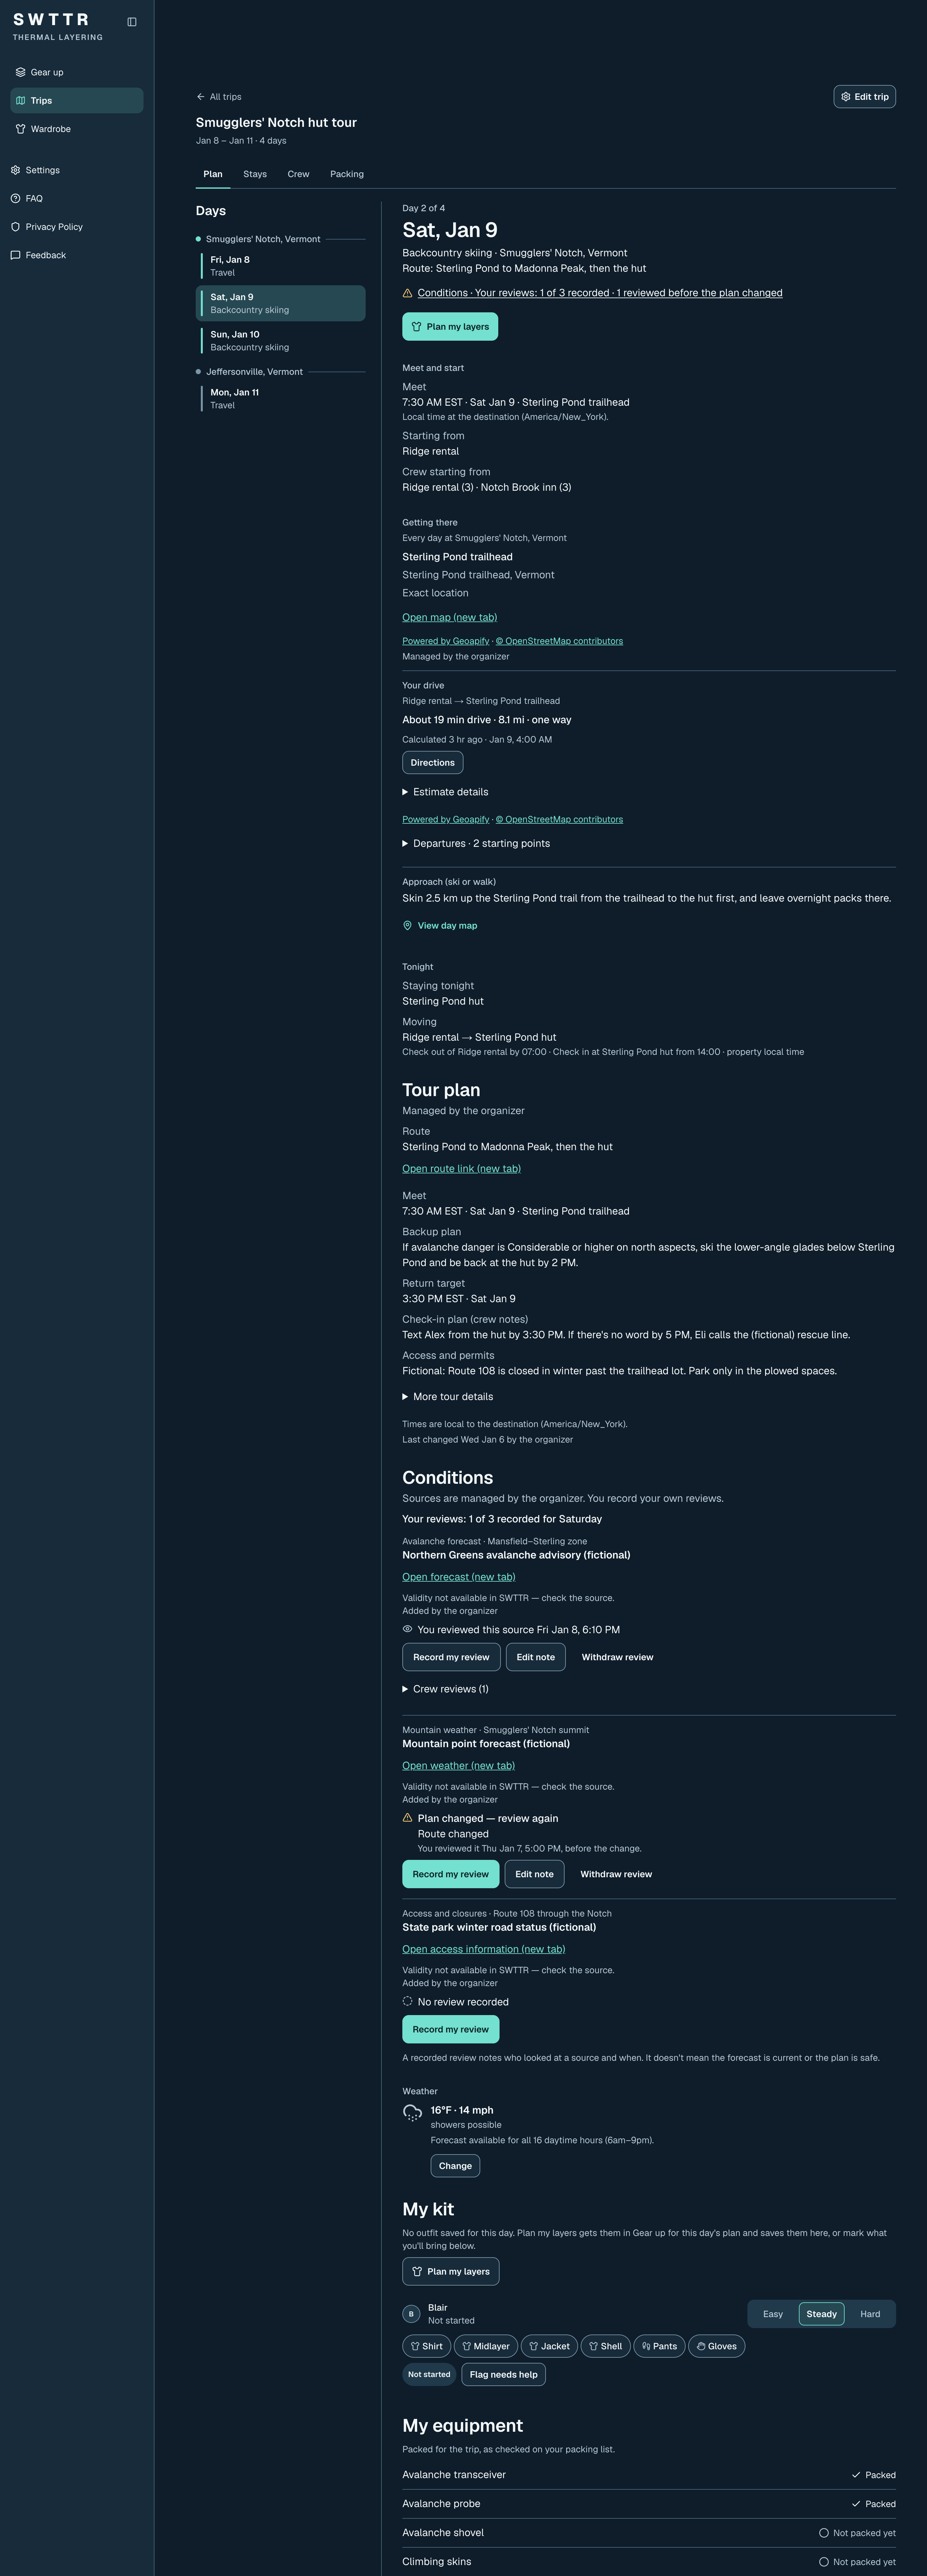 SWTTR
THERMAL LAYERING
Gear up
Trips
Wardrobe
Settings
FAQ
Privacy Policy
Feedback
All trips
Edit trip
Smugglers' Notch hut tour
Jan 8 – Jan 11 · 4 days
Plan
Stays
Crew
Packing
Days
Smugglers' Notch, Vermont
Fri, Jan 8
Travel
Sat, Jan 9
Backcountry skiing
Sun, Jan 10
Backcountry skiing
Jeffersonville, Vermont
Mon, Jan 11
Travel
Day 2 of 4
Sat, Jan 9
Backcountry skiing · Smugglers' Notch, Vermont
Route: Sterling Pond to Madonna Peak, then the hut
Conditions · Your reviews: 1 of 3 recorded · 1 reviewed before the plan changed
Plan my layers
Meet and start
Meet
7:30 AM EST · Sat Jan 9 · Sterling Pond trailhead
Local time at the destination (America/New_York).
Starting from
Ridge rental
Crew starting from
Ridge rental (3) · Notch Brook inn (3)
Getting there
Every day at Smugglers' Notch, Vermont
Sterling Pond trailhead
Sterling Pond trailhead, Vermont
Exact location
Open map (new tab)
Powered by Geoapify · © OpenStreetMap contributors
Managed by the organizer
Your drive
Ridge rental → Sterling Pond trailhead
About 19 min drive · 8.1 mi · one way
Calculated 3 hr ago · Jan 9, 4:00 AM
Directions
Estimate details
Powered by Geoapify · © OpenStreetMap contributors
Departures · 2 starting points
Approach (ski or walk)
Skin 2.5 km up the Sterling Pond trail from the trailhead to the hut first, and leave overnight packs there.
View day map
Tonight
Staying tonight
Sterling Pond hut
Moving
Ridge rental → Sterling Pond hut
Check out of Ridge rental by 07:00 · Check in at Sterling Pond hut from 14:00 · property local time
Tour plan
Managed by the organizer
Route
Sterling Pond to Madonna Peak, then the hut
Open route link (new tab)
Meet
7:30 AM EST · Sat Jan 9 · Sterling Pond trailhead
Backup plan
If avalanche danger is Considerable or higher on north aspects, ski the lower-angle glades below Sterling
Pond and be back at the hut by 2 PM.
Return target
3:30 PM EST · Sat Jan 9
Check-in plan (crew notes)
Text Alex from the hut by 3:30 PM. If there's no word by 5 PM, Eli calls the (fictional) rescue line.
Access and permits
Fictional: Route 108 is closed in winter past the trailhead lot. Park only in the plowed spaces.
More tour details
Times are local to the destination (America/New_York).
Last changed Wed Jan 6 by the organizer
Conditions
Sources are managed by the organizer. You record your own reviews.
Your reviews: 1 of 3 recorded for Saturday
Avalanche forecast · Mansfield–Sterling zone
Northern Greens avalanche advisory (fictional)
Open forecast (new tab)
Validity not available in SWTTR — check the source.
Added by the organizer
You reviewed this source Fri Jan 8, 6:10 PM
Record my review
Edit note
Withdraw review
Crew reviews (1)
Mountain weather · Smugglers' Notch summit
Mountain point forecast (fictional)
Open weather (new tab)
Validity not available in SWTTR — check the source.
Added by the organizer
Plan changed — review again
Route changed
You reviewed it Thu Jan 7, 5:00 PM, before the change.
Record my review
Edit note
Withdraw review
Access and closures · Route 108 through the Notch
State park winter road status (fictional)
Open access information (new tab)
Validity not available in SWTTR — check the source.
Added by the organizer
No review recorded
Record my review
A recorded review notes who looked at a source and when. It doesn't mean the forecast is current or the plan is safe.
Weather
16°F · 14 mph
showers possible
Forecast available for all 16 daytime hours (6am–9pm).
Change
My kit
No outfit saved for this day. Plan my layers gets them in Gear up for this day's plan and saves them here, or mark what
you'll bring below.
Plan my layers
B
Blair
Not started
Easy
Steady
Hard
Shirt
Midlayer
Jacket
Shell
Pants
Gloves
Not started
Flag needs help
My equipment
Packed for the trip, as checked on your packing list.
Avalanche transceiver
Packed
Avalanche probe
Packed
Avalanche shovel
Not packed yet
Climbing skins
Not packed yet